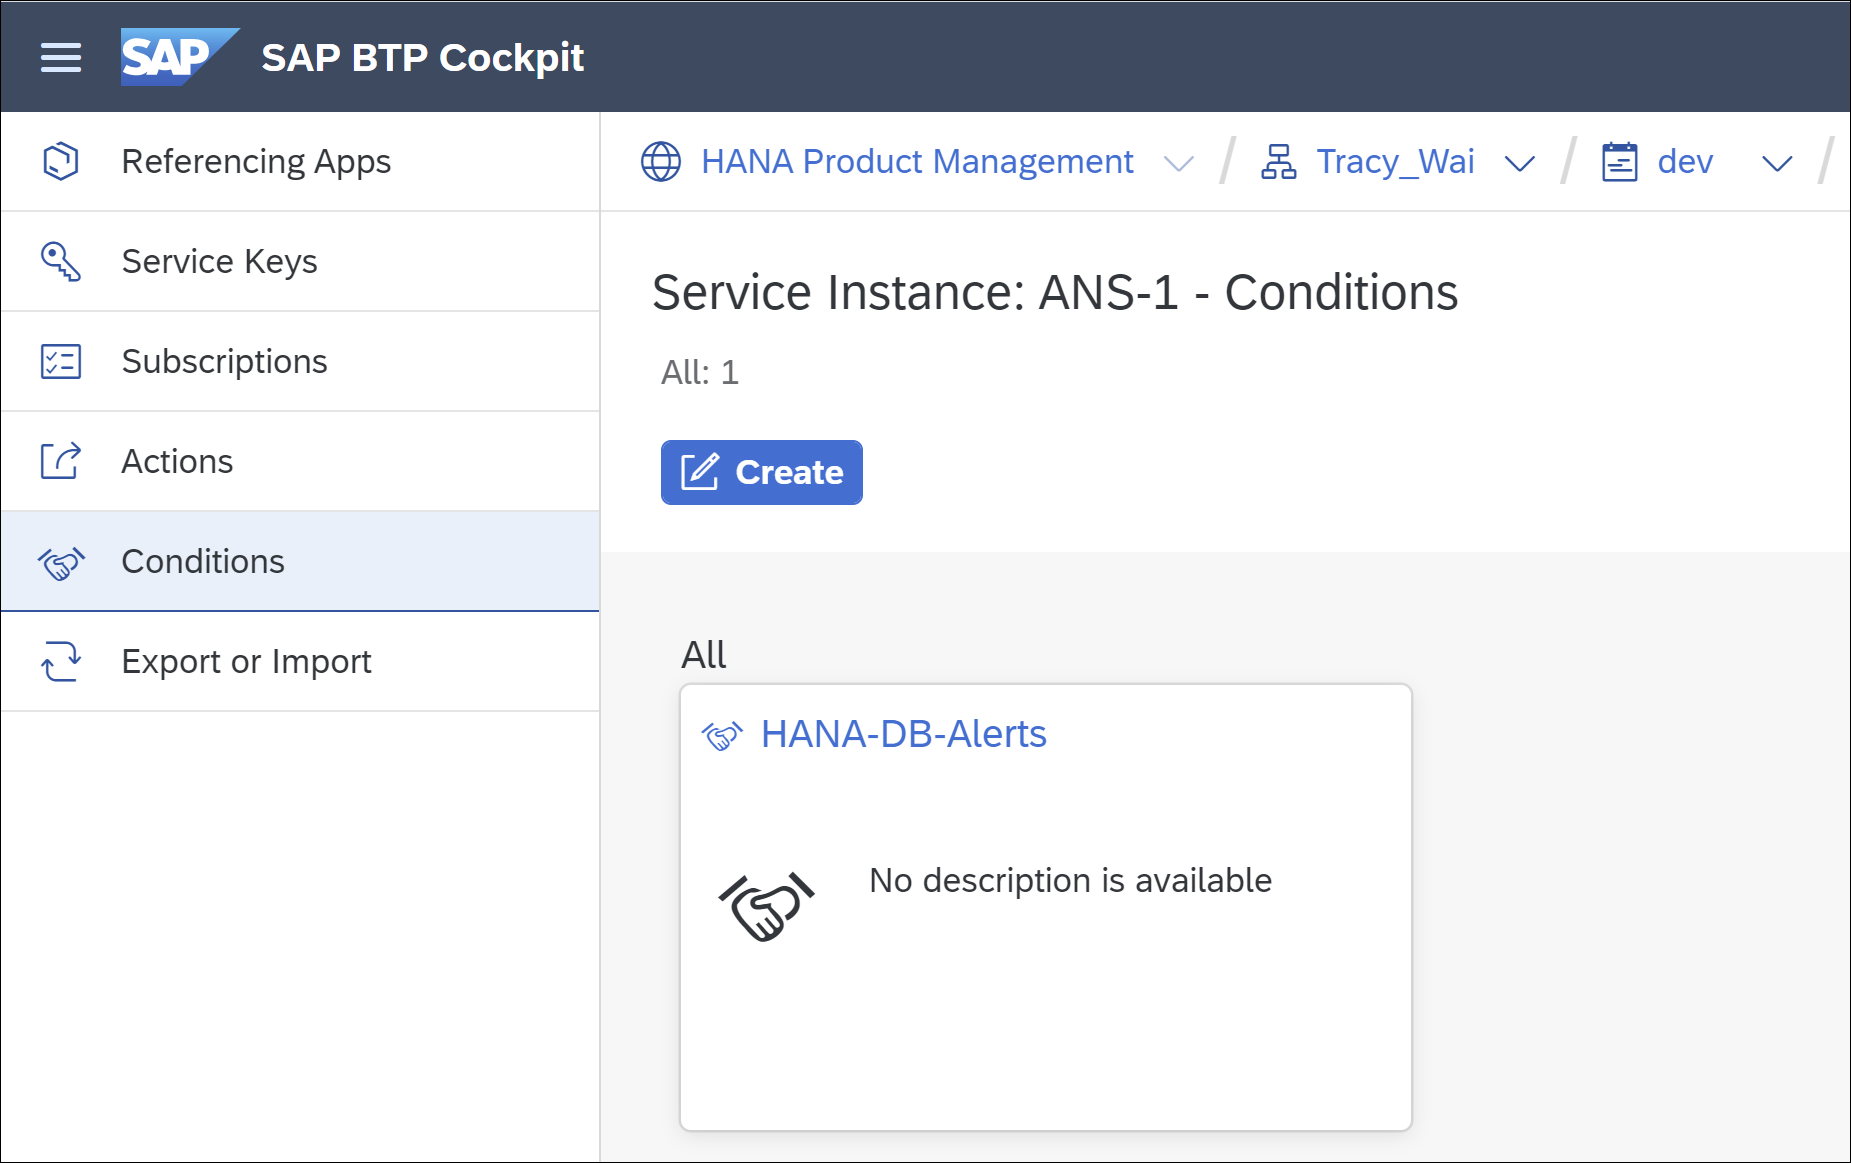 SAP SAP BTP Cockpit
Referencing Apps
Service Keys
Subscriptions
Actions
Conditions
Export or Import
HANA Product Management / Tracy_Wai / dev /
Service Instance: ANS-1 - Conditions
All: 1
Create
All
HANA-DB-Alerts
No description is available